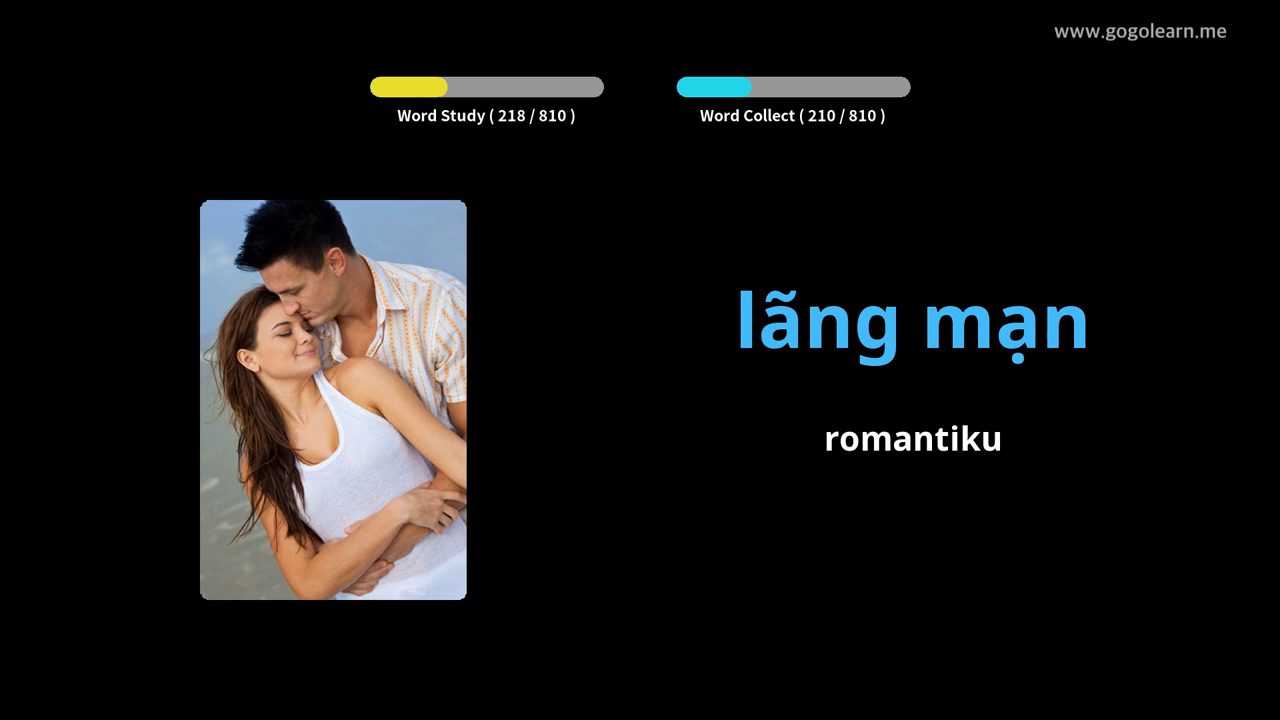 www.gogolearn.me
Word Study ( 218 / 810 )
Word Collect ( 210 / 810 )
lãng mạn
romantiku